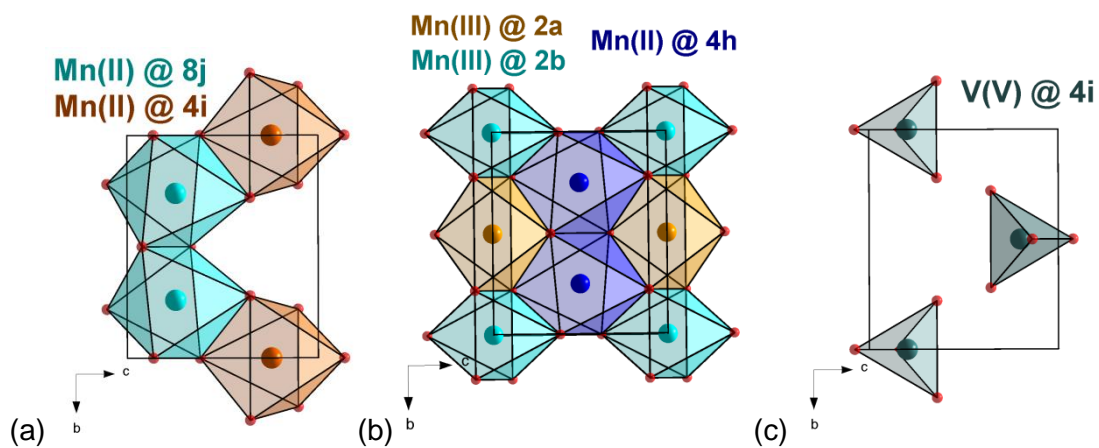 Mn(II) @ 8j
Mn(II) @ 4i
Mn(III) @ 2a
Mn(III) @ 2b
Mn(II) @ 4h
V(V) @ 4i
c
b
(a)
c
b
(b)
c
b
(c)